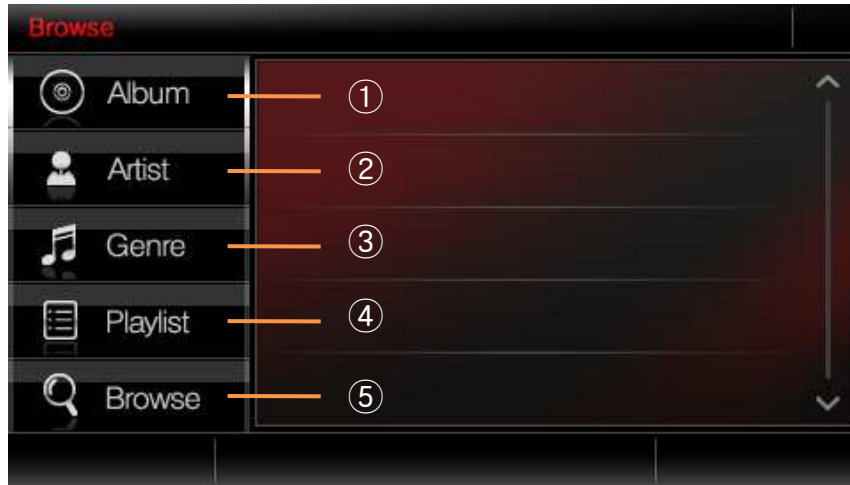 Browse
Album ①
Artist ②
Genre ③
Playlist ④
Browse ⑤